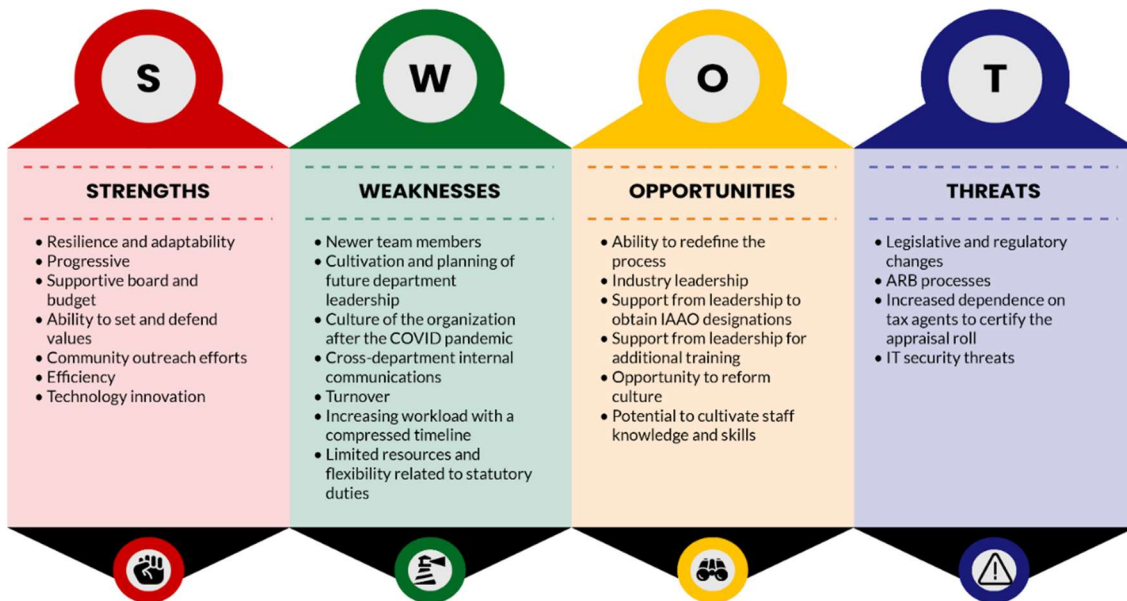 S
W
O
T
STRENGTHS
• Resilience and adaptability
• Progressive
• Supportive board and
budget
• Ability to set and defend
values
• Community outreach efforts
• Efficiency
• Technology innovation
WEAKNESSES
• Newer team members
• Cultivation and planning of
future department
leadership
• Culture of the organization
after the COVID pandemic
• Cross-department internal
communications
• Turnover
• Increasing workload with a
compressed timeline
• Limited resources and
flexibility related to statutory
duties
OPPORTUNITIES
• Ability to redefine the
process
• Industry leadership
• Support from leadership to
obtain IAAO designations
• Support from leadership for
additional training
• Opportunity to reform
culture
• Potential to cultivate staff
knowledge and skills
THREATS
• Legislative and regulatory
changes
• ARB processes
• Increased dependence on
tax agents to certify the
appraisal roll
• IT security threats